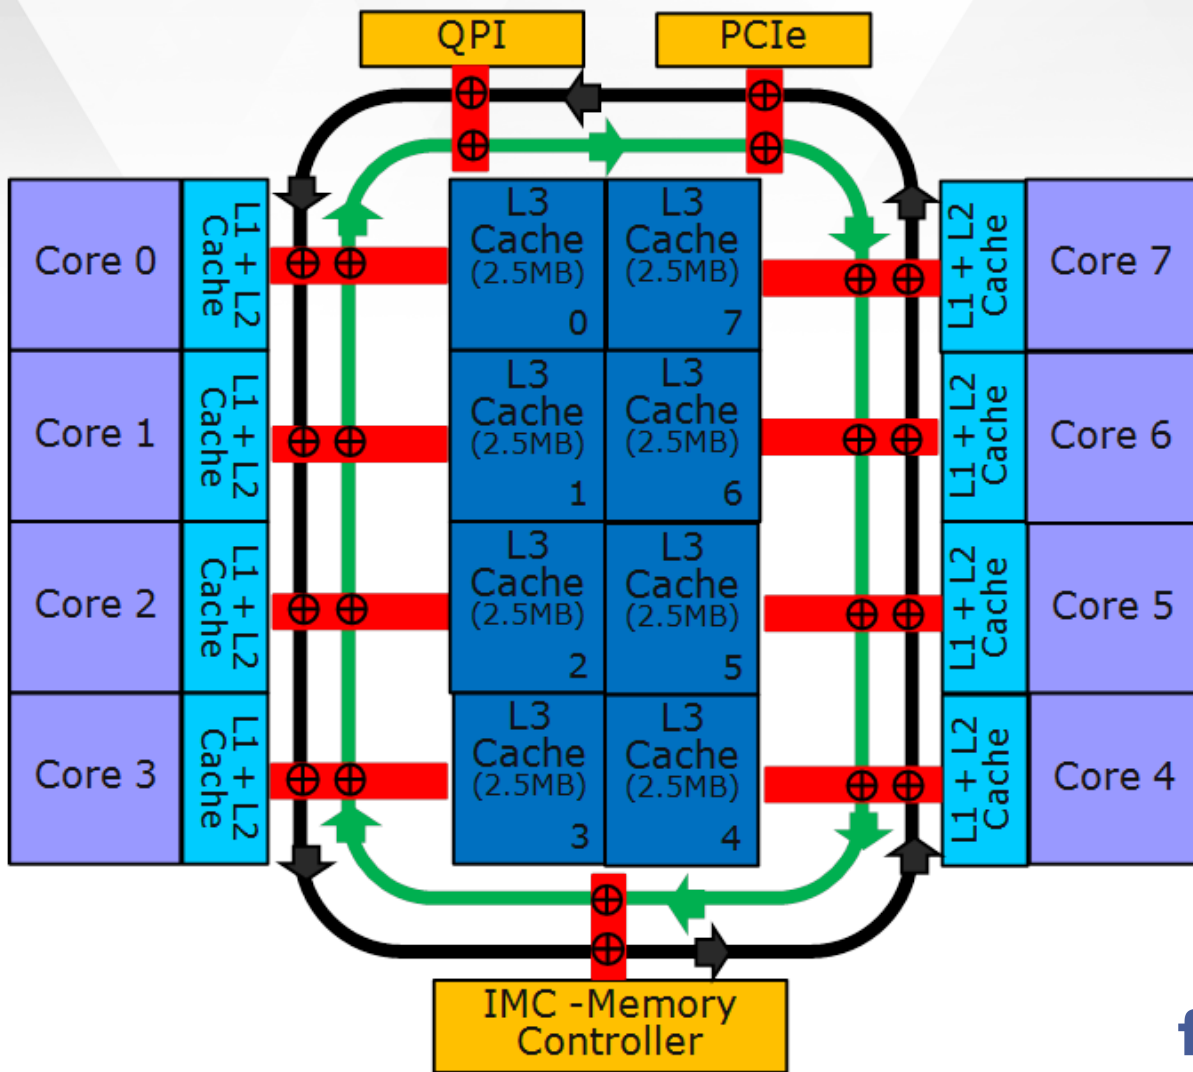 QPI
PCIe
Core 0
L1 + L2
Cache
L3
Cache
(2.5MB)
0
L3
Cache
(2.5MB)
7
L1 + L2
Cache
Core 7
Core 1
L1 + L2
Cache
L3
Cache
(2.5MB)
1
L3
Cache
(2.5MB)
6
L1 + L2
Cache
Core 6
Core 2
L1 + L2
Cache
L3
Cache
(2.5MB)
2
L3
Cache
(2.5MB)
5
L1 + L2
Cache
Core 5
Core 3
L1 + L2
Cache
L3
Cache
(2.5MB)
3
L3
Cache
(2.5MB)
4
L1 + L2
Cache
Core 4
IMC -Memory
Controller
f